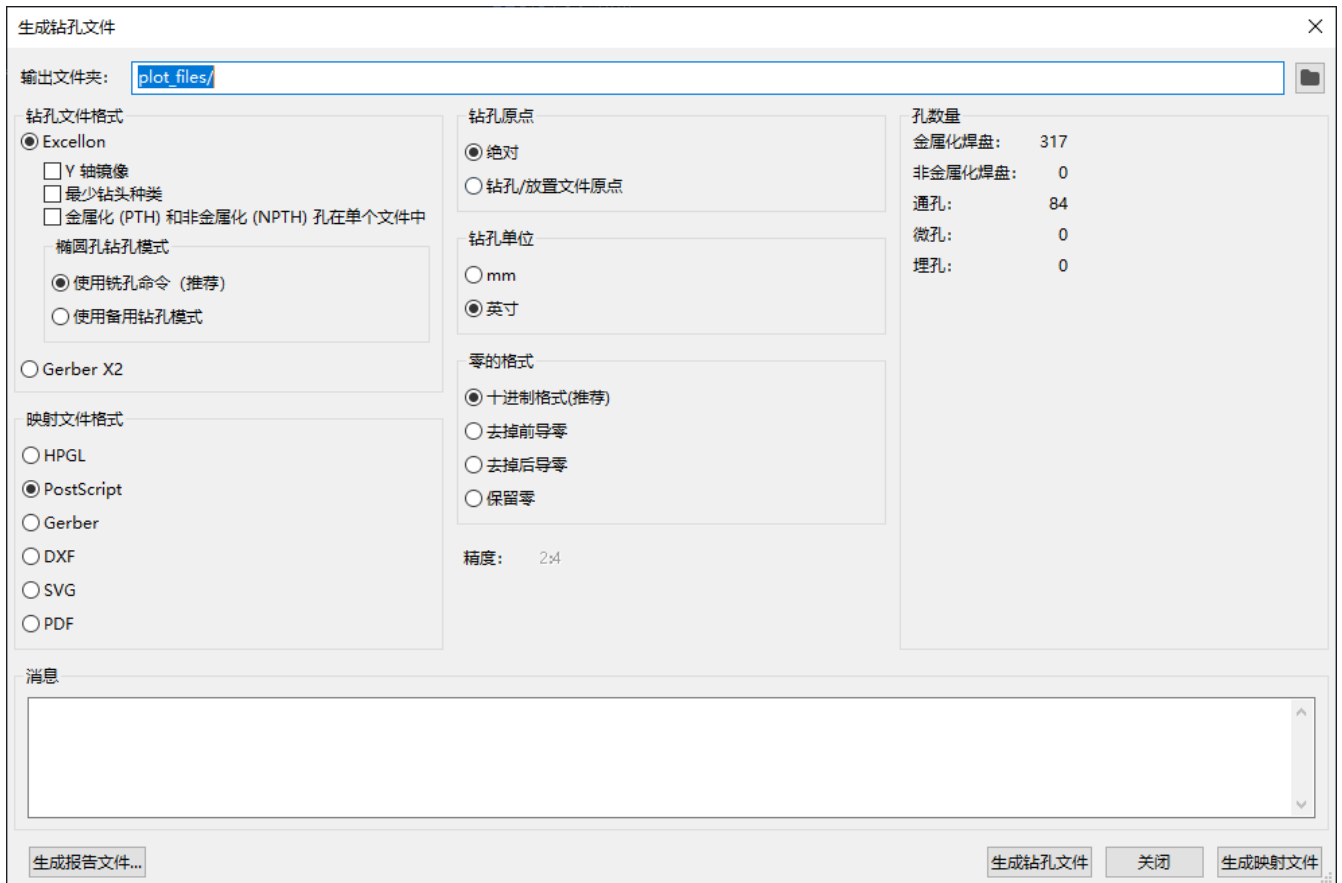 生成钻孔文件
输出文件夹： plot_files/
钻孔文件格式
Excellon
Y 轴镜像
最少钻头种类
金属化 (PTH) 和非金属化 (NPTH) 孔在单个文件中
椭圆孔钻孔模式
使用铣孔命令（推荐）
使用备用钻孔模式
Gerber X2
映射文件格式
HPGL
PostScript
Gerber
DXF
SVG
PDF
钻孔原点
绝对
钻孔/放置文件原点
钻孔单位
mm
英寸
零的格式
十进制格式(推荐)
去掉前导零
去掉后导零
保留零
精度： 2:4
孔数量
金属化焊盘： 317
非金属化焊盘： 0
通孔： 84
微孔： 0
埋孔： 0
消息
生成报告文件... 生成钻孔文件 关闭 生成映射文件